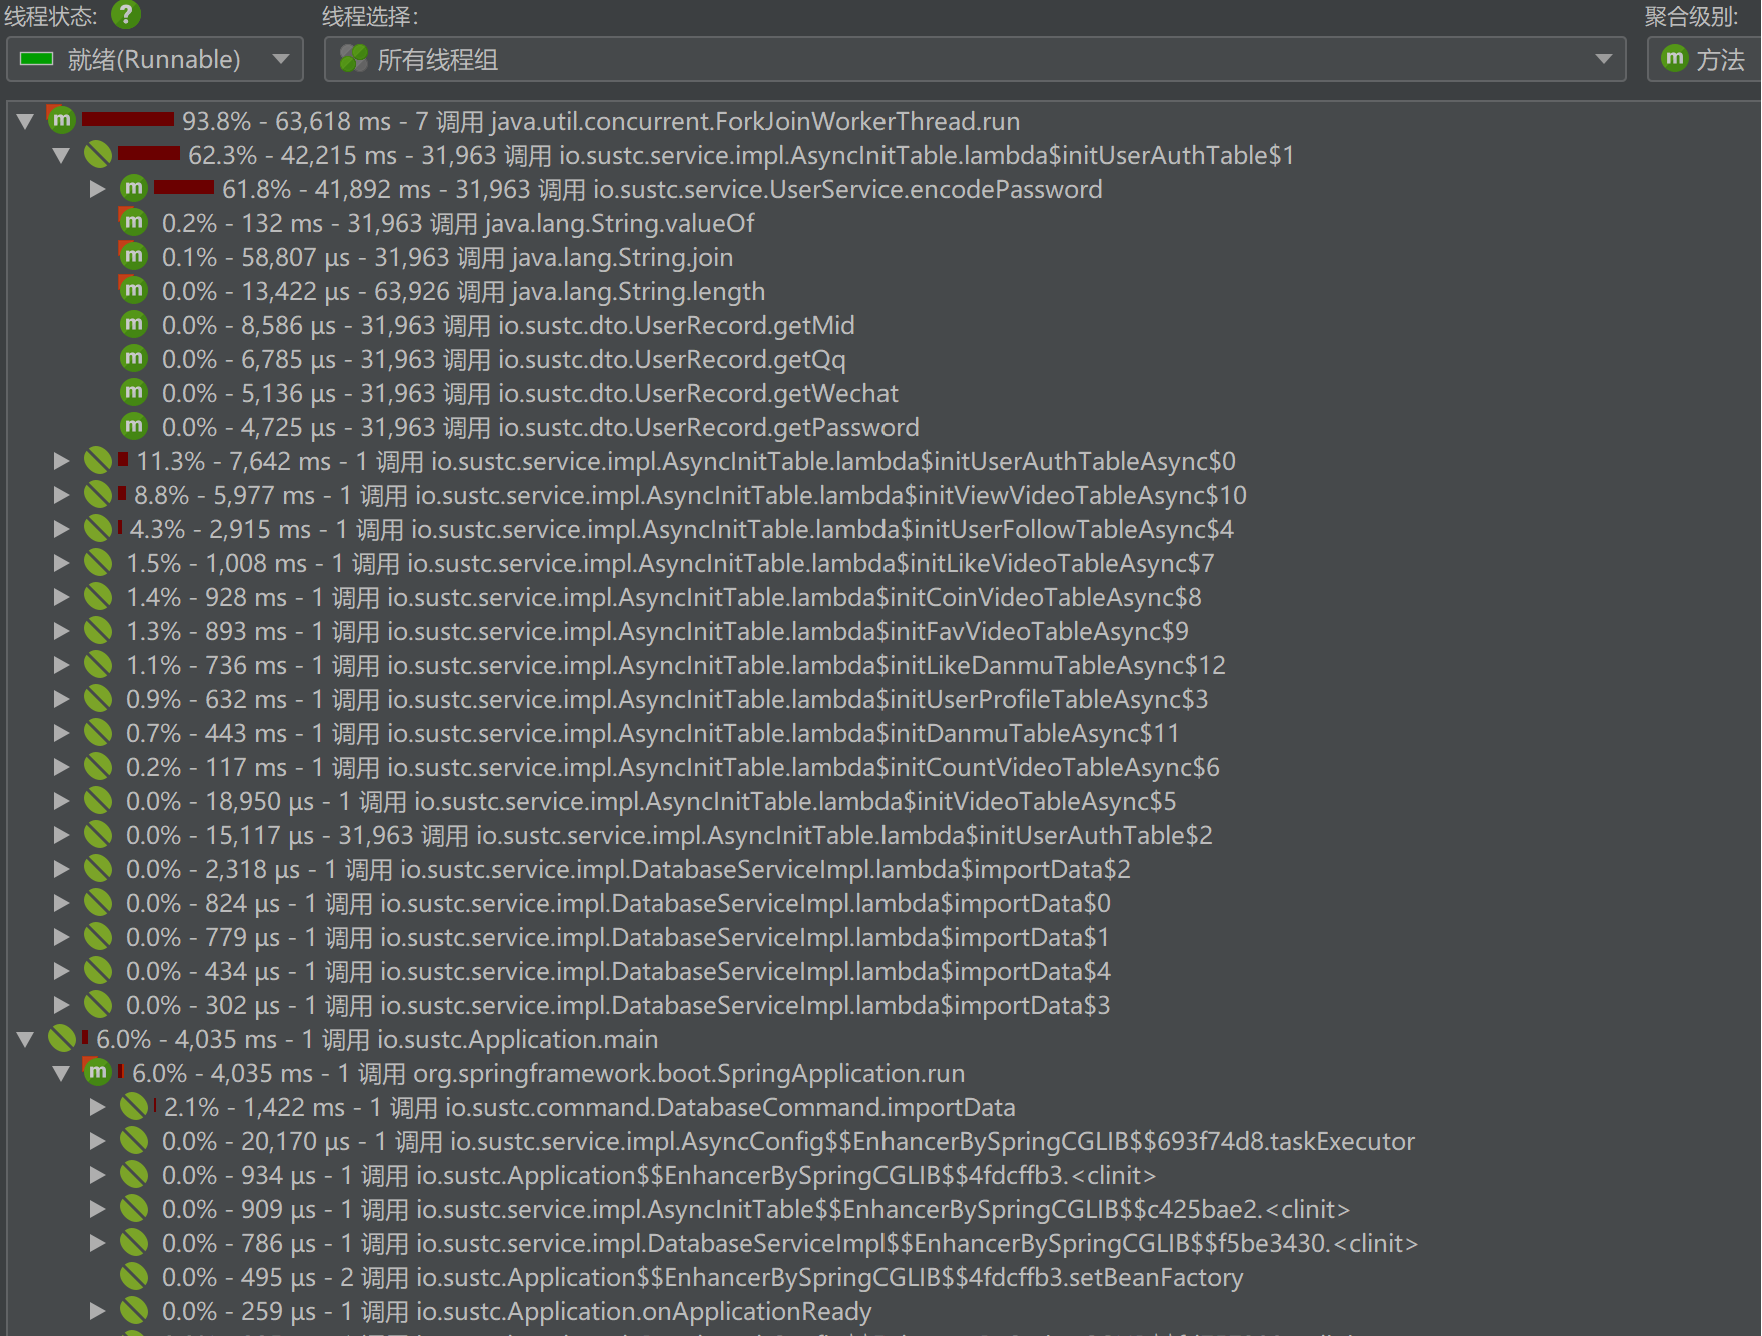 线程状态: ? 线程选择: 聚合级别:
就绪(Runnable) 所有线程组 m 方法
m 93.8% - 63,618 ms - 7 调用 java.util.concurrent.ForkJoinWorkerThread.run
62.3% - 42,215 ms - 31,963 调用 io.sustc.service.impl.AsyncInitTable.lambda$initUserAuthTable$1
m 61.8% - 41,892 ms - 31,963 调用 io.sustc.service.UserService.encodePassword
m 0.2% - 132 ms - 31,963 调用 java.lang.String.valueOf
m 0.1% - 58,807 µs - 31,963 调用 java.lang.String.join
m 0.0% - 13,422 µs - 63,926 调用 java.lang.String.length
m 0.0% - 8,586 µs - 31,963 调用 io.sustc.dto.UserRecord.getMid
m 0.0% - 6,785 µs - 31,963 调用 io.sustc.dto.UserRecord.getQq
m 0.0% - 5,136 µs - 31,963 调用 io.sustc.dto.UserRecord.getWechat
m 0.0% - 4,725 µs - 31,963 调用 io.sustc.dto.UserRecord.getPassword
11.3% - 7,642 ms - 1 调用 io.sustc.service.impl.AsyncInitTable.lambda$initUserAuthTableAsync$0
8.8% - 5,977 ms - 1 调用 io.sustc.service.impl.AsyncInitTable.lambda$initViewVideoTableAsync$10
4.3% - 2,915 ms - 1 调用 io.sustc.service.impl.AsyncInitTable.lambda$initUserFollowTableAsync$4
1.5% - 1,008 ms - 1 调用 io.sustc.service.impl.AsyncInitTable.lambda$initLikeVideoTableAsync$7
1.4% - 928 ms - 1 调用 io.sustc.service.impl.AsyncInitTable.lambda$initCoinVideoTableAsync$8
1.3% - 893 ms - 1 调用 io.sustc.service.impl.AsyncInitTable.lambda$initFavVideoTableAsync$9
1.1% - 736 ms - 1 调用 io.sustc.service.impl.AsyncInitTable.lambda$initLikeDanmuTableAsync$12
0.9% - 632 ms - 1 调用 io.sustc.service.impl.AsyncInitTable.lambda$initUserProfileTableAsync$3
0.7% - 443 ms - 1 调用 io.sustc.service.impl.AsyncInitTable.lambda$initDanmuTableAsync$11
0.2% - 117 ms - 1 调用 io.sustc.service.impl.AsyncInitTable.lambda$initCountVideoTableAsync$6
0.0% - 18,950 µs - 1 调用 io.sustc.service.impl.AsyncInitTable.lambda$initVideoTableAsync$5
0.0% - 15,117 µs - 31,963 调用 io.sustc.service.impl.AsyncInitTable.lambda$initUserAuthTable$2
0.0% - 2,318 µs - 1 调用 io.sustc.service.impl.DatabaseServiceImpl.lambda$importData$2
0.0% - 824 µs - 1 调用 io.sustc.service.impl.DatabaseServiceImpl.lambda$importData$0
0.0% - 779 µs - 1 调用 io.sustc.service.impl.DatabaseServiceImpl.lambda$importData$1
0.0% - 434 µs - 1 调用 io.sustc.service.impl.DatabaseServiceImpl.lambda$importData$4
0.0% - 302 µs - 1 调用 io.sustc.service.impl.DatabaseServiceImpl.lambda$importData$3
6.0% - 4,035 ms - 1 调用 io.sustc.Application.main
m 6.0% - 4,035 ms - 1 调用 org.springframework.boot.SpringApplication.run
2.1% - 1,422 ms - 1 调用 io.sustc.command.DatabaseCommand.importData
0.0% - 20,170 µs - 1 调用 io.sustc.service.impl.AsyncConfig$$EnhancerBySpringCGLIB$$693f74d8.taskExecutor
0.0% - 934 µs - 1 调用 io.sustc.Application$$EnhancerBySpringCGLIB$$4fdcffb3.<clinit>
0.0% - 909 µs - 1 调用 io.sustc.service.impl.AsyncInitTable$$EnhancerBySpringCGLIB$$c425bae2.<clinit>
0.0% - 786 µs - 1 调用 io.sustc.service.impl.DatabaseServiceImpl$$EnhancerBySpringCGLIB$$f5be3430.<clinit>
0.0% - 495 µs - 2 调用 io.sustc.Application$$EnhancerBySpringCGLIB$$4fdcffb3.setBeanFactory
0.0% - 259 µs - 1 调用 io.sustc.Application.onApplicationReady